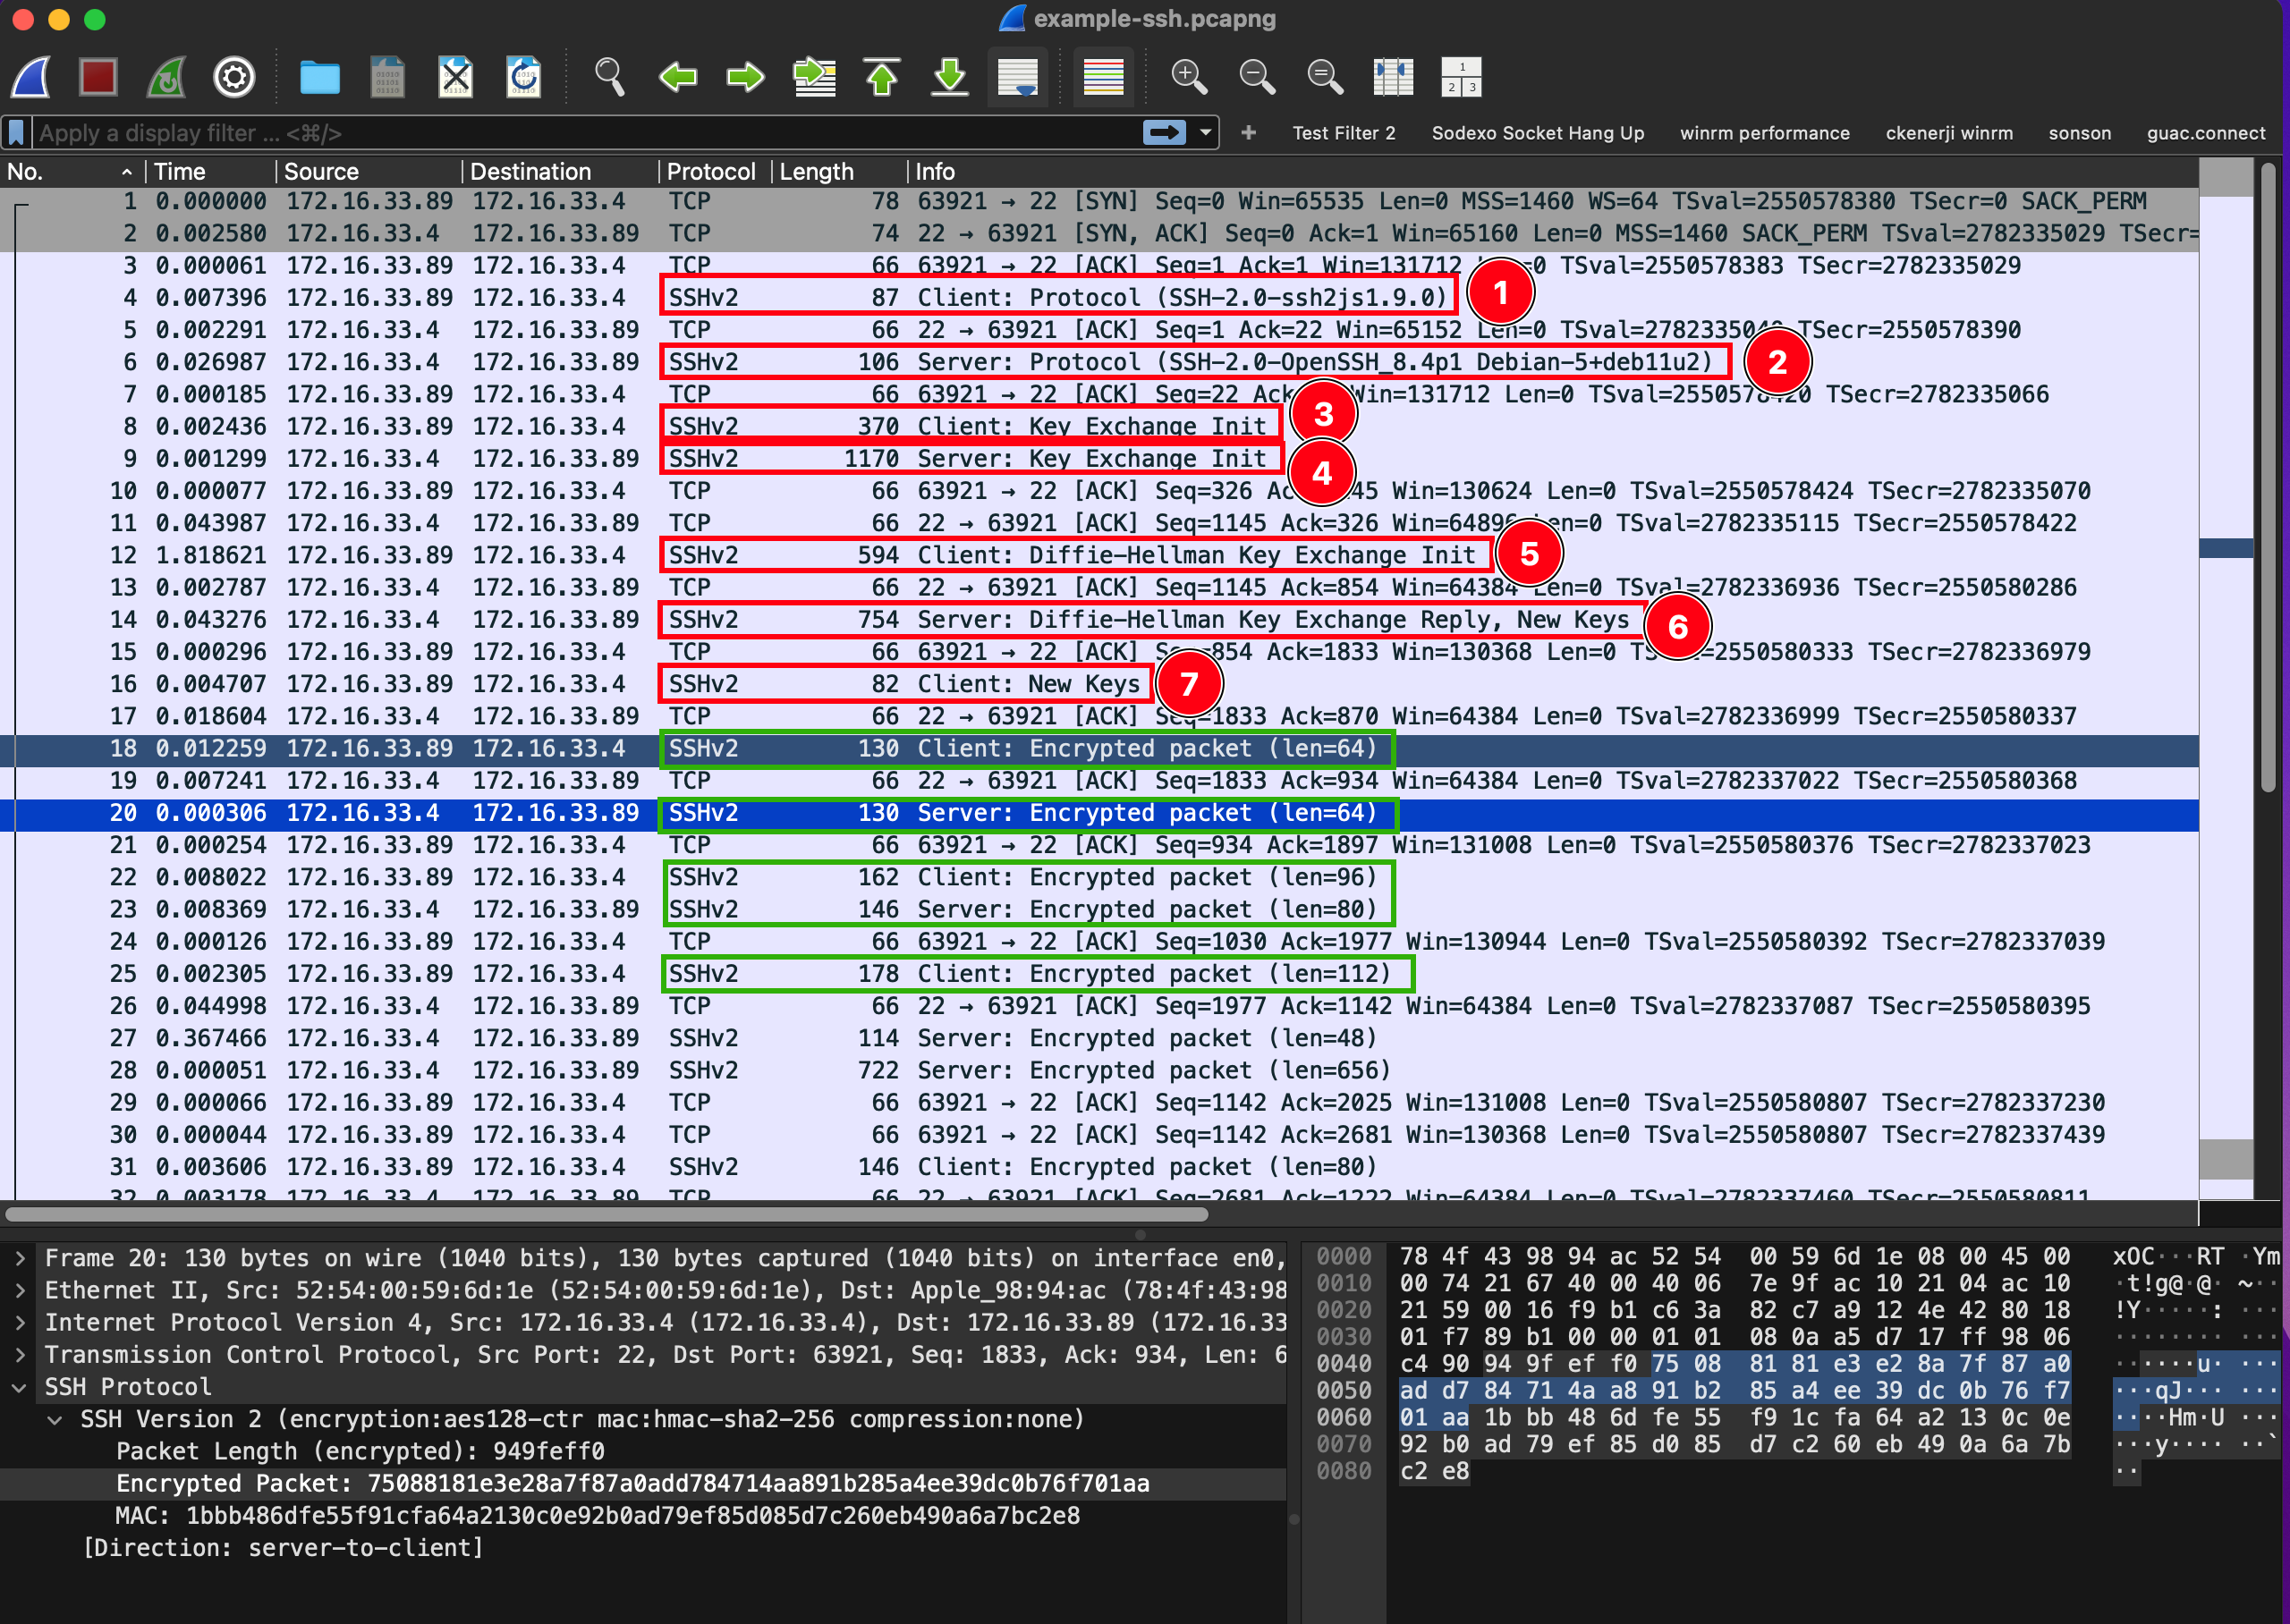 example-ssh.pcapng
Apply a display filter ... <⌘/>
+ Test Filter 2 Sodexo Socket Hang Up winrm performance ckenerji winrm sonson guac.connect
No. Time Source Destination Protocol Length Info
1 0.000000 172.16.33.89 172.16.33.4 TCP 78 63921 → 22 [SYN] Seq=0 Win=65535 Len=0 MSS=1460 WS=64 TSval=2550578380 TSecr=0 SACK_PERM
2 0.002580 172.16.33.4 172.16.33.89 TCP 74 22 → 63921 [SYN, ACK] Seq=0 Ack=1 Win=65160 Len=0 MSS=1460 SACK_PERM TSval=2782335029 TSecr=
3 0.000061 172.16.33.89 172.16.33.4 TCP 66 63921 → 22 [ACK] Seq=1 Ack=1 Win=131712 =0 TSval=2550578383 TSecr=2782335029
4 0.007396 172.16.33.89 172.16.33.4 SSHv2 87 Client: Protocol (SSH-2.0-ssh2js1.9.0) 1
5 0.002291 172.16.33.4 172.16.33.89 TCP 66 22 → 63921 [ACK] Seq=1 Ack=22 Win=65152 Len=0 TSecr=2550578390
6 0.026987 172.16.33.4 172.16.33.89 SSHv2 106 Server: Protocol (SSH-2.0-OpenSSH_8.4p1 Debian-5+deb11u2) 2
7 0.000185 172.16.33.89 172.16.33.4 TCP 66 63921 → 22 [ACK] Seq=22 Win=131712 Len=0 TSecr=2782335066
8 0.002436 172.16.33.89 172.16.33.4 SSHv2 370 Client: Key Exchange Init 3
9 0.001299 172.16.33.4 172.16.33.89 SSHv2 1170 Server: Key Exchange Init 4
10 0.000077 172.16.33.89 172.16.33.4 TCP 66 63921 → 22 [ACK] Seq=326 Win=130624 Len=0 TSval=2550578424 TSecr=2782335070
11 0.043987 172.16.33.4 172.16.33.89 TCP 66 22 → 63921 [ACK] Seq=1145 Ack=326 Win=64896 Len=0 TSval=2782335115 TSecr=2550578422
12 1.818621 172.16.33.89 172.16.33.4 SSHv2 594 Client: Diffie-Hellman Key Exchange Init 5
13 0.002787 172.16.33.4 172.16.33.89 TCP 66 22 → 63921 [ACK] Seq=1145 Ack=854 Win=64384 Len=0 TSval=2782336936 TSecr=2550580286
14 0.043276 172.16.33.4 172.16.33.89 SSHv2 754 Server: Diffie-Hellman Key Exchange Reply, New Keys 6
15 0.000296 172.16.33.89 172.16.33.4 TCP 66 63921 → 22 [ACK] Seq=854 Ack=1833 Win=130368 Len=0 TSval=2550580333 TSecr=2782336979
16 0.004707 172.16.33.89 172.16.33.4 SSHv2 82 Client: New Keys 7
17 0.018604 172.16.33.4 172.16.33.89 TCP 66 22 → 63921 [ACK] Seq=1833 Ack=870 Win=64384 Len=0 TSval=2782336999 TSecr=2550580337
18 0.012259 172.16.33.89 172.16.33.4 SSHv2 130 Client: Encrypted packet (len=64)
19 0.007241 172.16.33.4 172.16.33.89 TCP 66 22 → 63921 [ACK] Seq=1833 Ack=934 Win=64384 Len=0 TSval=2782337022 TSecr=2550580368
20 0.000306 172.16.33.4 172.16.33.89 SSHv2 130 Server: Encrypted packet (len=64)
21 0.000254 172.16.33.89 172.16.33.4 TCP 66 63921 → 22 [ACK] Seq=934 Ack=1897 Win=131008 Len=0 TSval=2550580376 TSecr=2782337023
22 0.008022 172.16.33.89 172.16.33.4 SSHv2 162 Client: Encrypted packet (len=96)
23 0.008369 172.16.33.4 172.16.33.89 SSHv2 146 Server: Encrypted packet (len=80)
24 0.000126 172.16.33.89 172.16.33.4 TCP 66 63921 → 22 [ACK] Seq=1030 Ack=1977 Win=130944 Len=0 TSval=2550580392 TSecr=2782337039
25 0.002305 172.16.33.89 172.16.33.4 SSHv2 178 Client: Encrypted packet (len=112)
26 0.044998 172.16.33.4 172.16.33.89 TCP 66 22 → 63921 [ACK] Seq=1977 Ack=1142 Win=64384 Len=0 TSval=2782337087 TSecr=2550580395
27 0.367466 172.16.33.4 172.16.33.89 SSHv2 114 Server: Encrypted packet (len=48)
28 0.000051 172.16.33.4 172.16.33.89 SSHv2 722 Server: Encrypted packet (len=656)
29 0.000066 172.16.33.89 172.16.33.4 TCP 66 63921 → 22 [ACK] Seq=1142 Ack=2025 Win=131008 Len=0 TSval=2550580807 TSecr=2782337230
30 0.000044 172.16.33.89 172.16.33.4 TCP 66 63921 → 22 [ACK] Seq=1142 Ack=2681 Win=130368 Len=0 TSval=2550580807 TSecr=2782337439
31 0.003606 172.16.33.89 172.16.33.4 SSHv2 146 Client: Encrypted packet (len=80)
32 0.003178 172.16.33.4 172.16.33.89 TCP 66 22 → 63921 [ACK] Seq=2681 Ack=1222 Win=64384 Len=0 TSval=2782337460 TSecr=2550580811
Frame 20: 130 bytes on wire (1040 bits), 130 bytes captured (1040 bits) on interface en0,
Ethernet II, Src: 52:54:00:59:6d:1e (52:54:00:59:6d:1e), Dst: Apple_98:94:ac (78:4f:43:98
Internet Protocol Version 4, Src: 172.16.33.4 (172.16.33.4), Dst: 172.16.33.89 (172.16.33
Transmission Control Protocol, Src Port: 22, Dst Port: 63921, Seq: 1833, Ack: 934, Len: 6
SSH Protocol
SSH Version 2 (encryption:aes128-ctr mac:hmac-sha2-256 compression:none)
Packet Length (encrypted): 949feff0
Encrypted Packet: 75088181e3e28a7f87a0add784714aa891b285a4ee39dc0b76f701aa
MAC: 1bbb486dfe55f91cfa64a2130c0e92b0ad79ef85d085d7c260eb490a6a7bc2e8
[Direction: server-to-client]
0000 78 4f 43 98 94 ac 52 54 00 59 6d 1e 08 00 45 00 xOC···RT ·Ym
0010 00 74 21 67 40 00 40 06 7e 9f ac 10 21 04 ac 10 ·t!g@·@· ~···
0020 21 59 00 16 f9 b1 c6 3a 82 c7 a9 12 4e 42 80 18 !Y·····: ···
0030 01 f7 89 b1 00 00 01 01 08 0a a5 d7 17 ff 98 06 ········ ···
0040 c4 90 94 9f ef f0 75 08 81 81 e3 e2 8a 7f 87 a0 ······u· ···
0050 ad d7 84 71 4a a8 91 b2 85 a4 ee 39 dc 0b 76 f7 ···qJ··· ···
0060 01 aa 1b bb 48 6d fe 55 f9 1c fa 64 a2 13 0c 0e ····Hm·U ···
0070 92 b0 ad 79 ef 85 d0 85 d7 c2 60 eb 49 0a 6a 7b ···y···· ··`
0080 c2 e8 ··